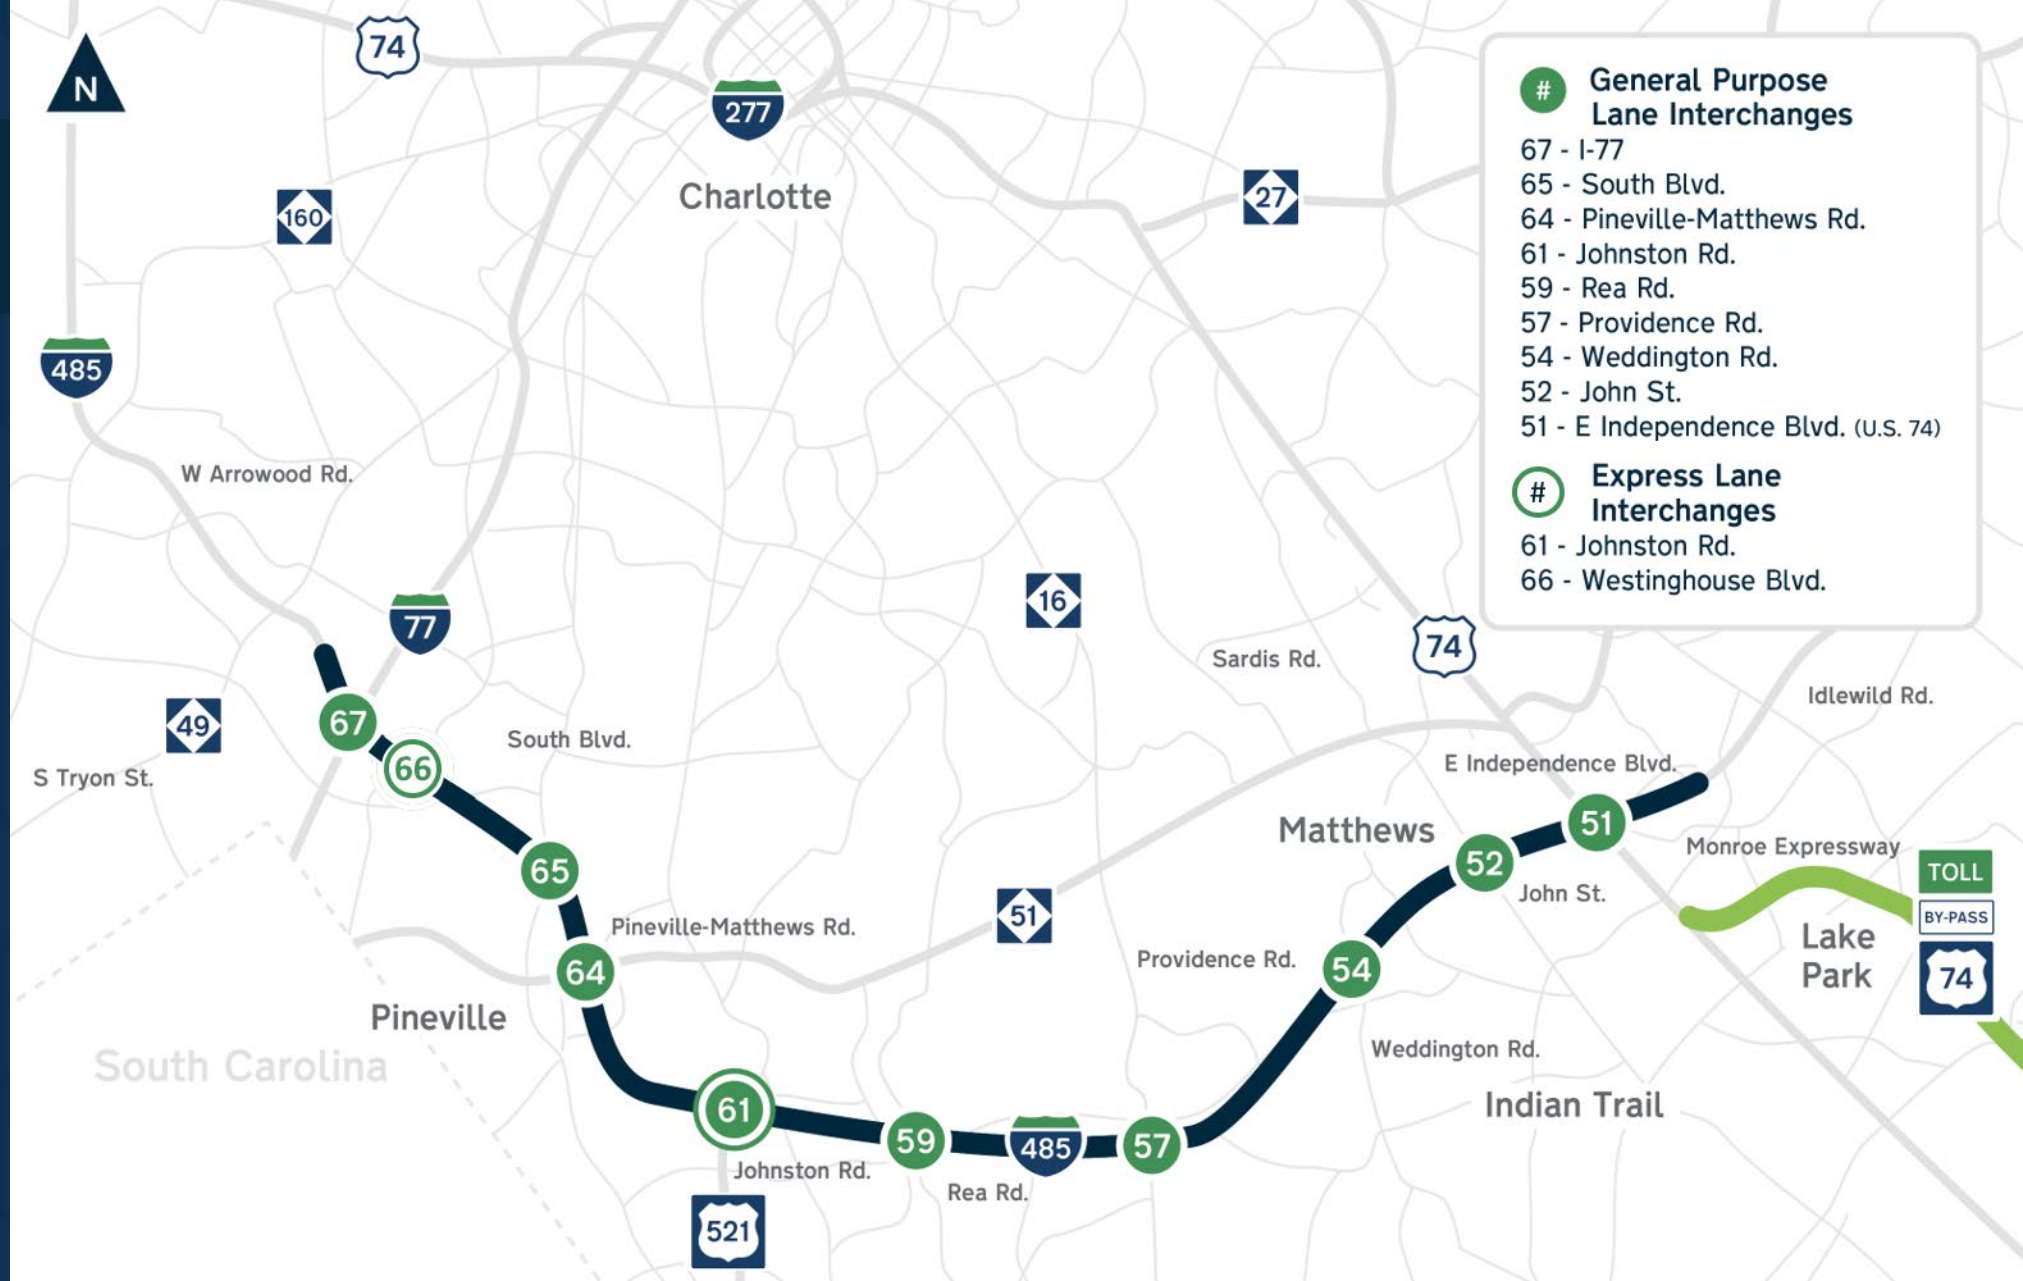 74
N
277
Charlotte
160
27
485
W Arrowood Rd.
77
16
Sardis Rd.
74
Idlewild Rd.
49
South Blvd.
S Tryon St.
67
66
E Independence Blvd.
Matthews
51
52
John St.
Monroe Expressway
TOLL
BY-PASS
74
Lake
Park
65
Pineville-Matthews Rd.
51
64
Providence Rd.
54
Pineville
Weddington Rd.
South Carolina
Indian Trail
61
59
485
57
Johnston Rd.
Rea Rd.
521
# General Purpose
Lane Interchanges
67 - I-77
65 - South Blvd.
64 - Pineville-Matthews Rd.
61 - Johnston Rd.
59 - Rea Rd.
57 - Providence Rd.
54 - Weddington Rd.
52 - John St.
51 - E Independence Blvd. (U.S. 74)
# Express Lane
Interchanges
61 - Johnston Rd.
66 - Westinghouse Blvd.